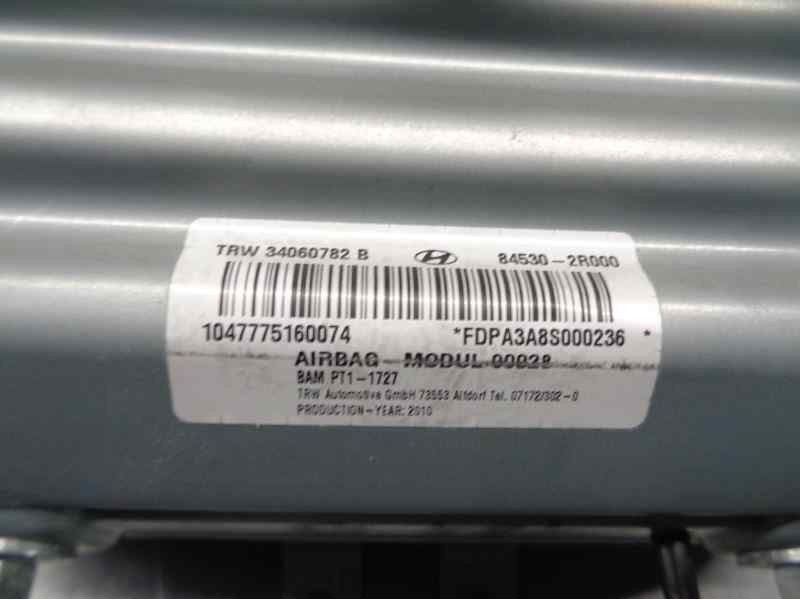 TRW 34060782 B 84530-2R000
1047775160074 *FDPA3A8S000236 *
AIRBAG-MODUL 00028
BAM PT1-1727
TRW Automotive GmbH 73553 Alfdorf Tel. 07172/302-0
PRODUCTION-YEAR: 2010